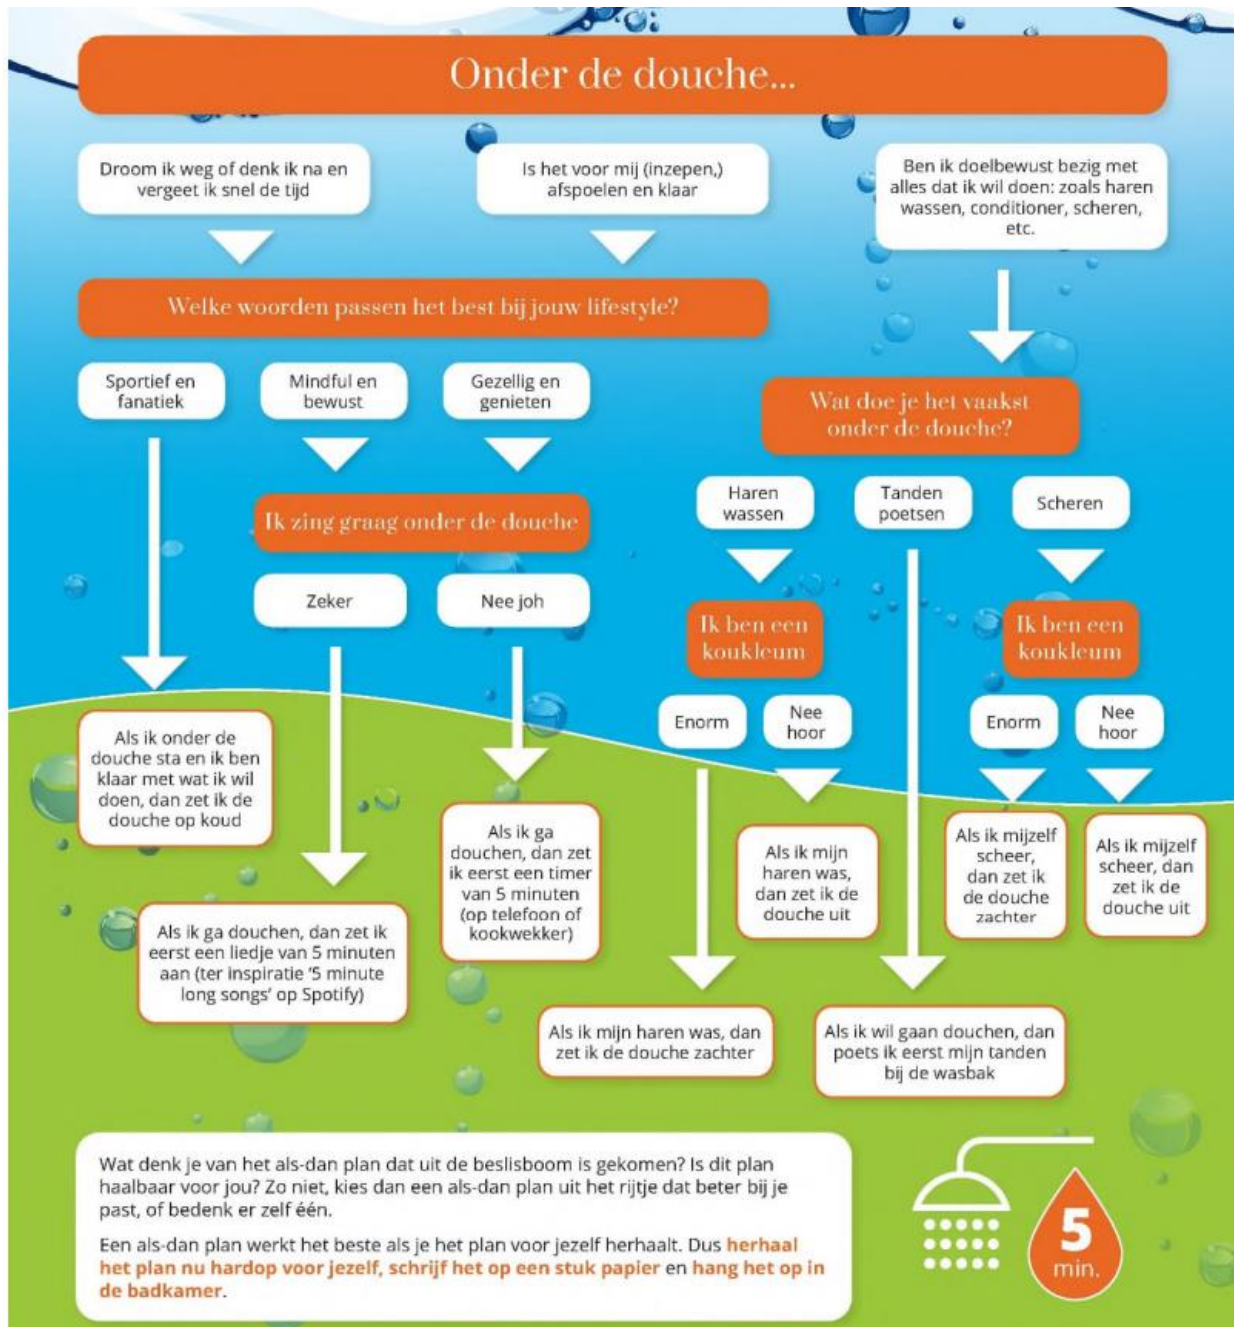 Onder de douche...
Droom ik weg of denk ik na en
vergeet ik snel de tijd
Is het voor mij (inzepen,)
afspoelen en klaar
Ben ik doelbewust bezig met
alles dat ik wil doen: zoals haren
wassen, conditioner, scheren,
etc.
Welke woorden passen het best bij jouw lifestyle?
Sportief en
fanatiek
Mindful en
bewust
Gezellig en
genieten
Wat doe je het vaakst
onder de douche?
Ik zing graag onder de douche
Haren
wassen
Tanden
poetsen
Scheren
Zeker
Nee joh
Ik ben een
koukleum
Ik ben een
koukleum
Enorm
Nee
hoor
Enorm
Nee
hoor
Als ik onder de
douche sta en ik ben
klaar met wat ik wil
doen, dan zet ik de
douche op koud
Als ik ga douchen, dan zet ik
eerst een liedje van 5 minuten
aan (ter inspiratie ‘5 minute
long songs’ op Spotify)
Als ik ga
douchen, dan zet
ik eerst een timer
van 5 minuten
(op telefoon of
kookwekker)
Als ik mijn haren was, dan
zet ik de douche zachter
Als ik mijn
haren was,
dan zet ik de
douche uit
Als ik wil gaan douchen, dan
poets ik eerst mijn tanden
bij de wasbak
Als ik mijzelf
scheer,
dan zet ik
de douche
zachter
Als ik mijzelf
scheer, dan
zet ik de
douche uit
Wat denk je van het als-dan plan dat uit de beslisboom is gekomen? Is dit plan
haalbaar voor jou? Zo niet, kies dan een als-dan plan uit het rijtje dat beter bij je
past, of bedenk er zelf één.
Een als-dan plan werkt het beste als je het plan voor jezelf herhaalt. Dus herhaal
het plan nu hardop voor jezelf, schrijf het op een stuk papier en hang het op in
de badkamer.
5
min.